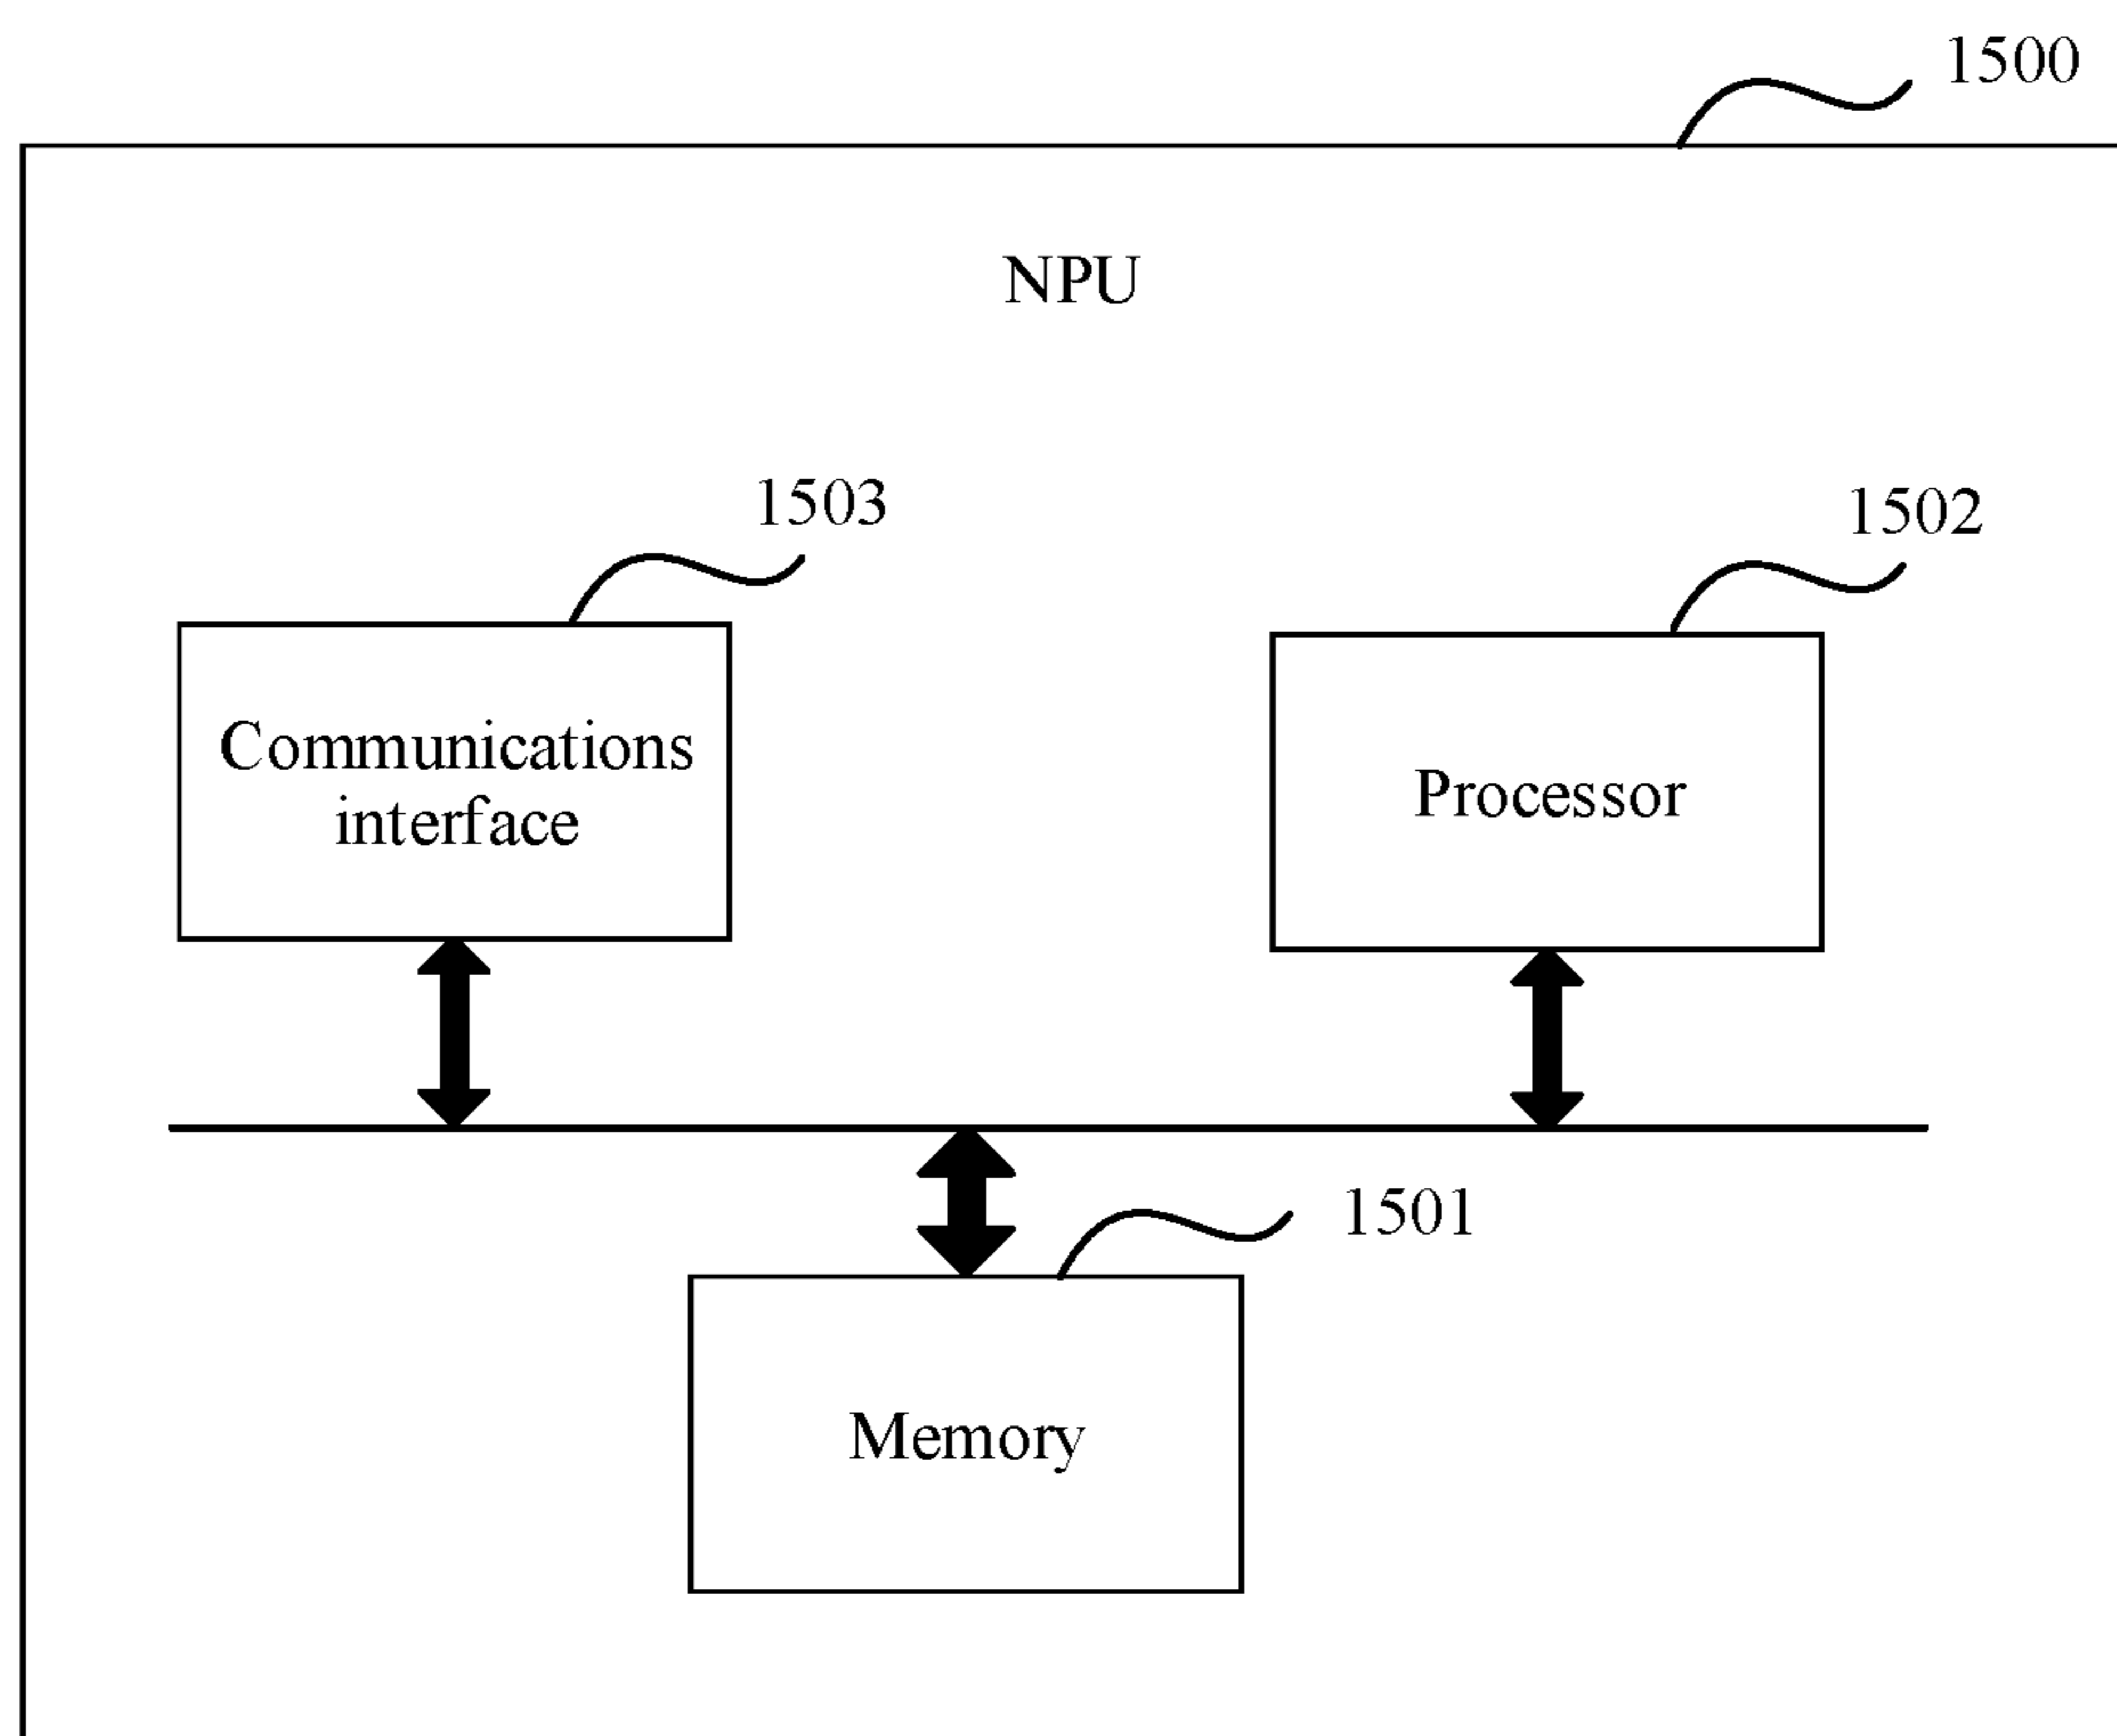 1500
NPU
1503
1502
Communications
interface
Processor
1501
Memory